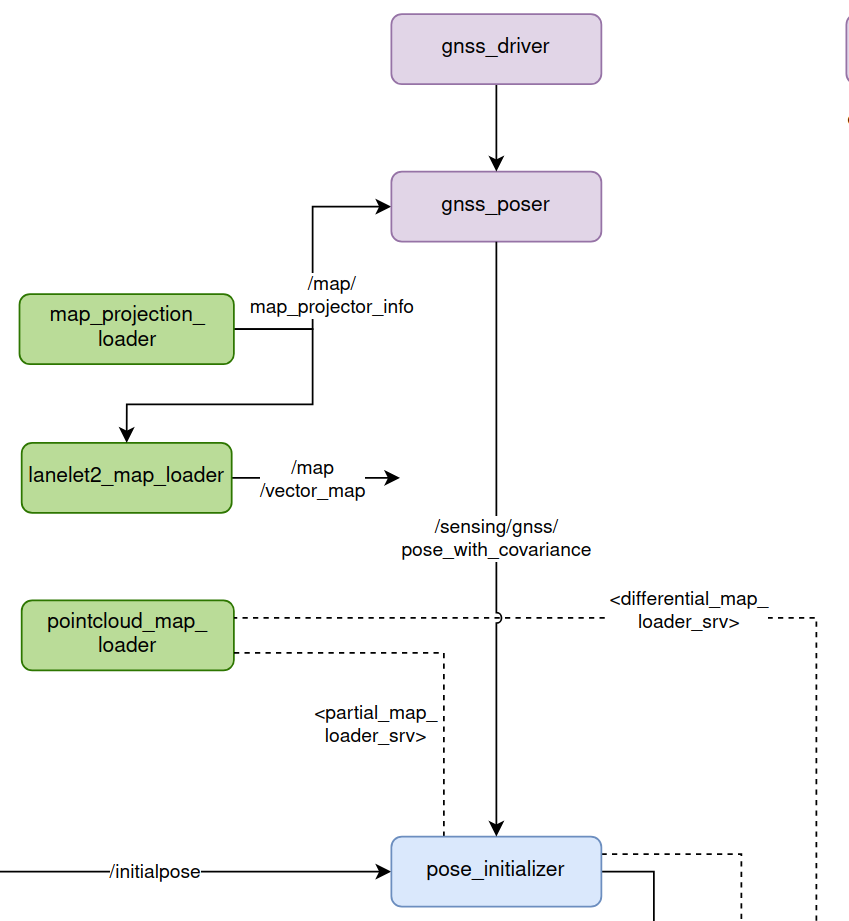 gnss_driver
gnss_poser
/map/
map_projector_info
map_projection_
loader
lanelet2_map_loader
/map
/vector_map
/sensing/gnss/
pose_with_covariance
<differential_map_
loader_srv>
pointcloud_map_
loader
<partial_map_
loader_srv>
/initialpose
pose_initializer